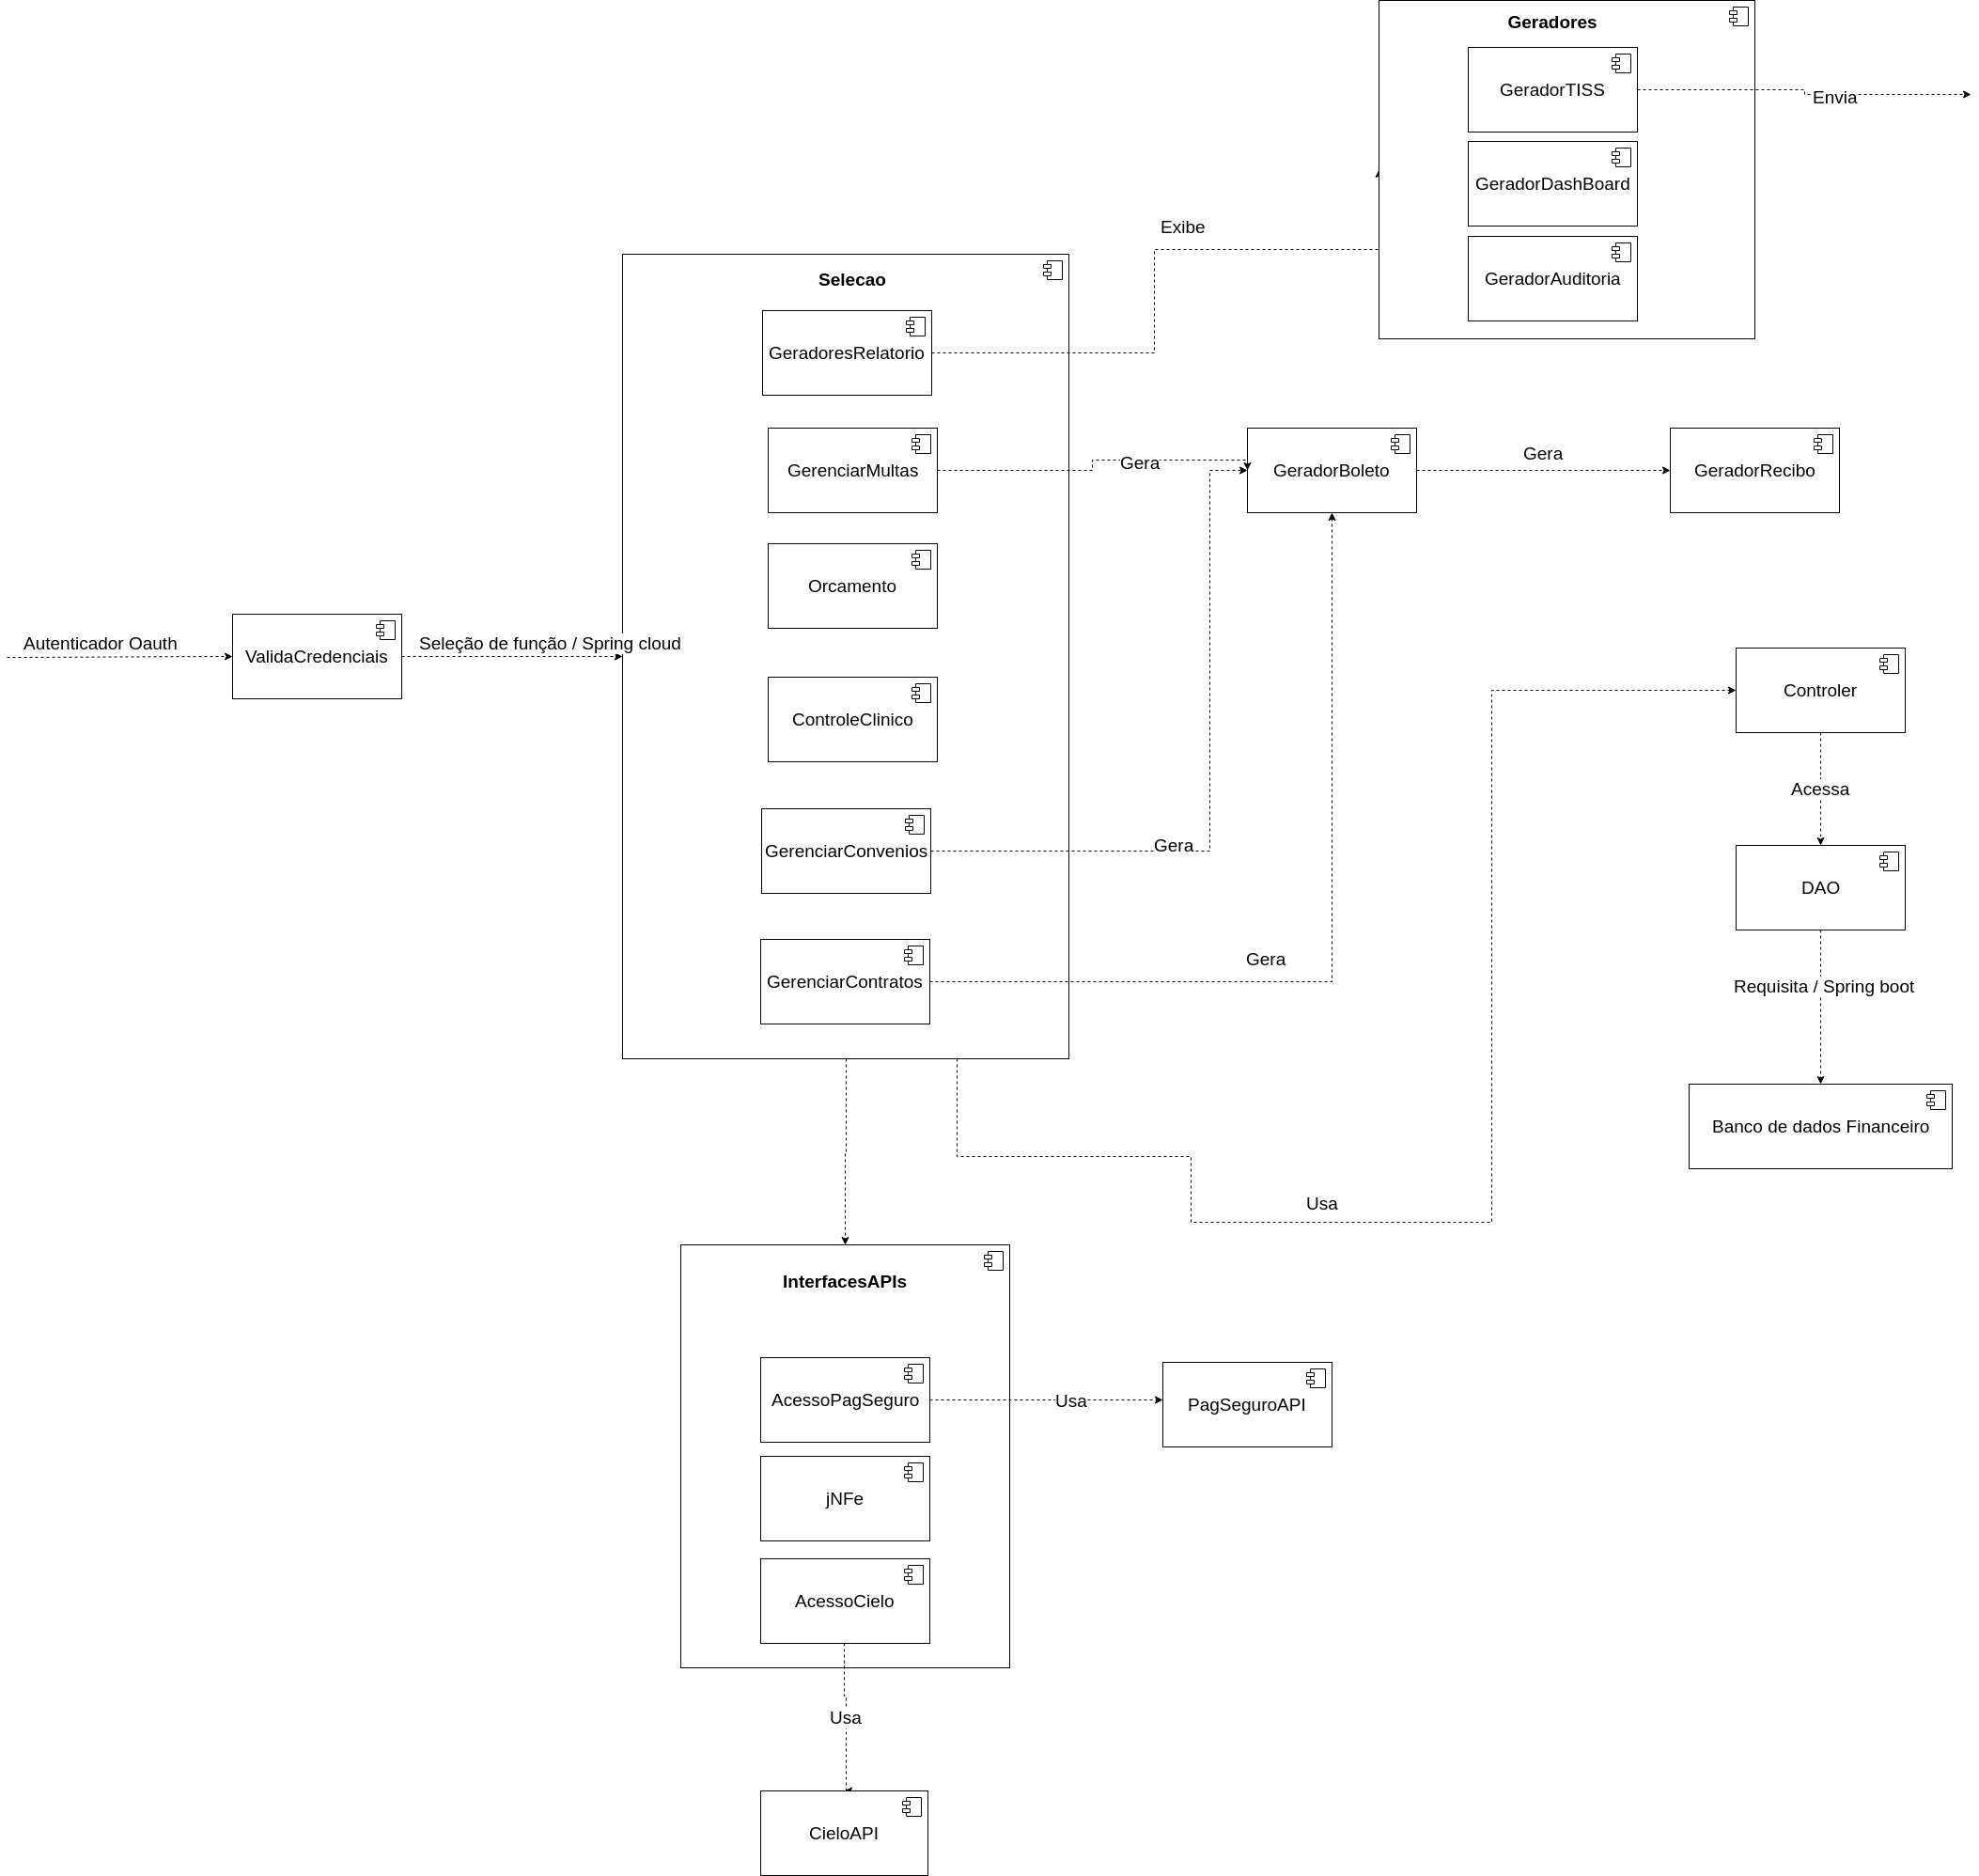 Geradores
GeradorTISS
Envia
GeradorDashBoard
GeradorAuditoria
Exibe
Selecao
GeradoresRelatorio
GerenciarMultas
Gera
GeradorBoleto
Gera
GeradorRecibo
Orcamento
Autenticador Oauth
ValidaCredenciais
Seleção de função / Spring cloud
ControleClinico
Controler
Acessa
GerenciarConvenios
Gera
DAO
GerenciarContratos
Gera
Requisita / Spring boot
Banco de dados Financeiro
Usa
InterfacesAPIs
AcessoPagSeguro
Usa
PagSeguroAPI
jNFe
AcessoCielo
Usa
CieloAPI